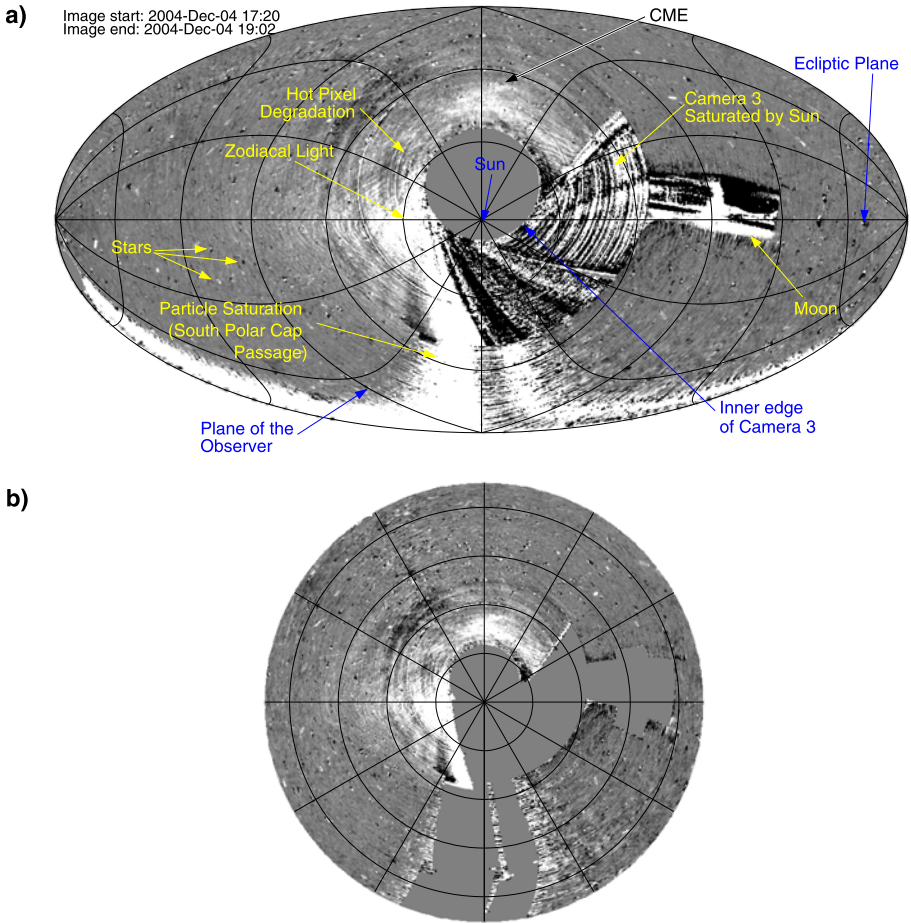 a)
Image start: 2004-Dec-04 17:20
Image end: 2004-Dec-04 19:02
CME
Ecliptic Plane
Hot Pixel
Degradation
Camera 3
Saturated by Sun
Zodiacal Light
Sun
Stars
Particle Saturation
(South Polar Cap
Passage)
Moon
Plane of the
Observer
Inner edge
of Camera 3
b)